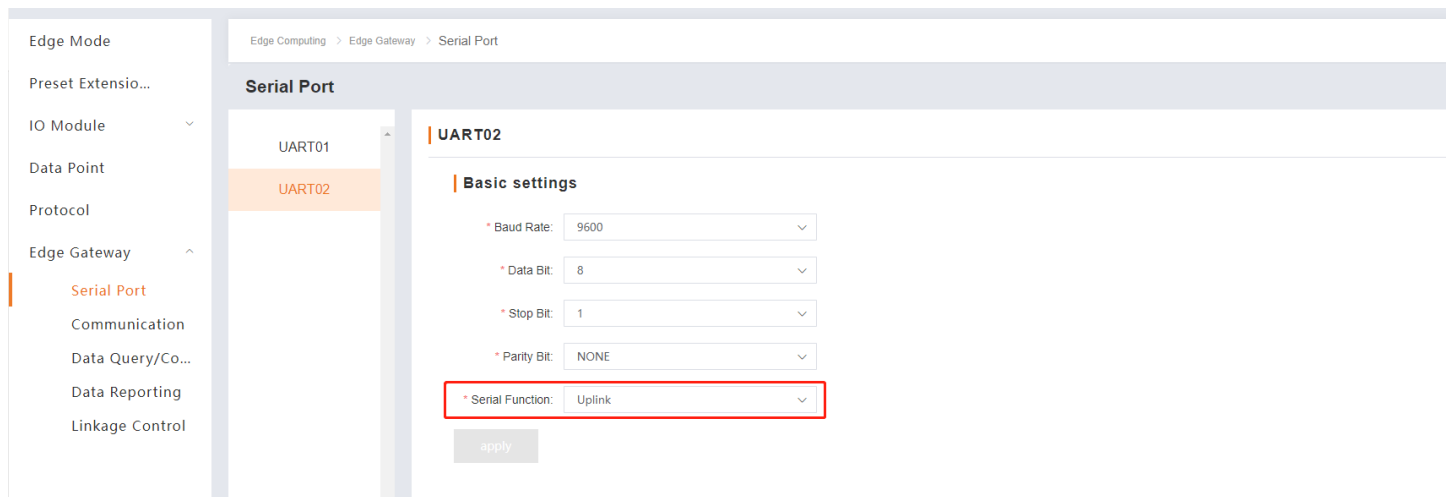 Edge Mode
Preset Extensio...
IO Module
Data Point
Protocol
Edge Gateway
Serial Port
Communication
Data Query/Co...
Data Reporting
Linkage Control
Edge Computing > Edge Gateway > Serial Port
Serial Port
UART01
UART02
UART02
Basic settings
* Baud Rate: 9600
* Data Bit: 8
* Stop Bit: 1
* Parity Bit: NONE
* Serial Function: Uplink
apply